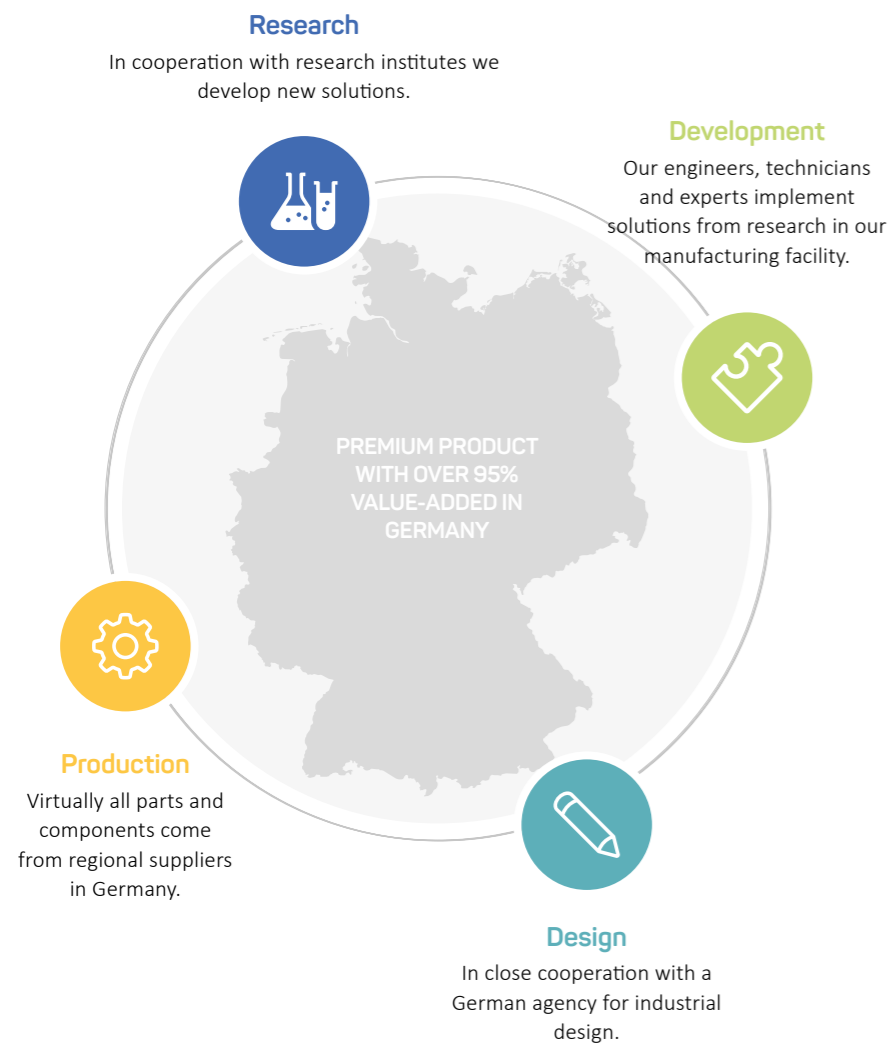 Research
In cooperation with research institutes we
develop new solutions.
Development
Our engineers, technicians
and experts implement
solutions from research in our
manufacturing facility.
PREMIUM PRODUCT
WITH OVER 95%
VALUE-ADDED IN
GERMANY
Production
Virtually all parts and
components come
from regional suppliers
in Germany.
Design
In close cooperation with a
German agency for industrial
design.